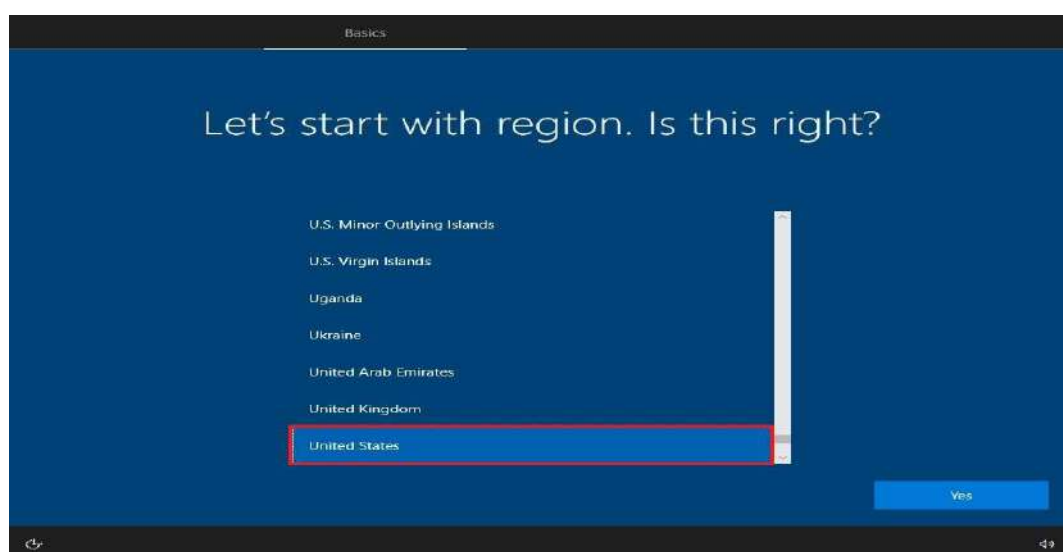 Basics
Let's start with region. Is this right?
U.S. Minor Outlying Islands
U.S. Virgin Islands
Uganda
Ukraine
United Arab Emirates
United Kingdom
United States
Yes